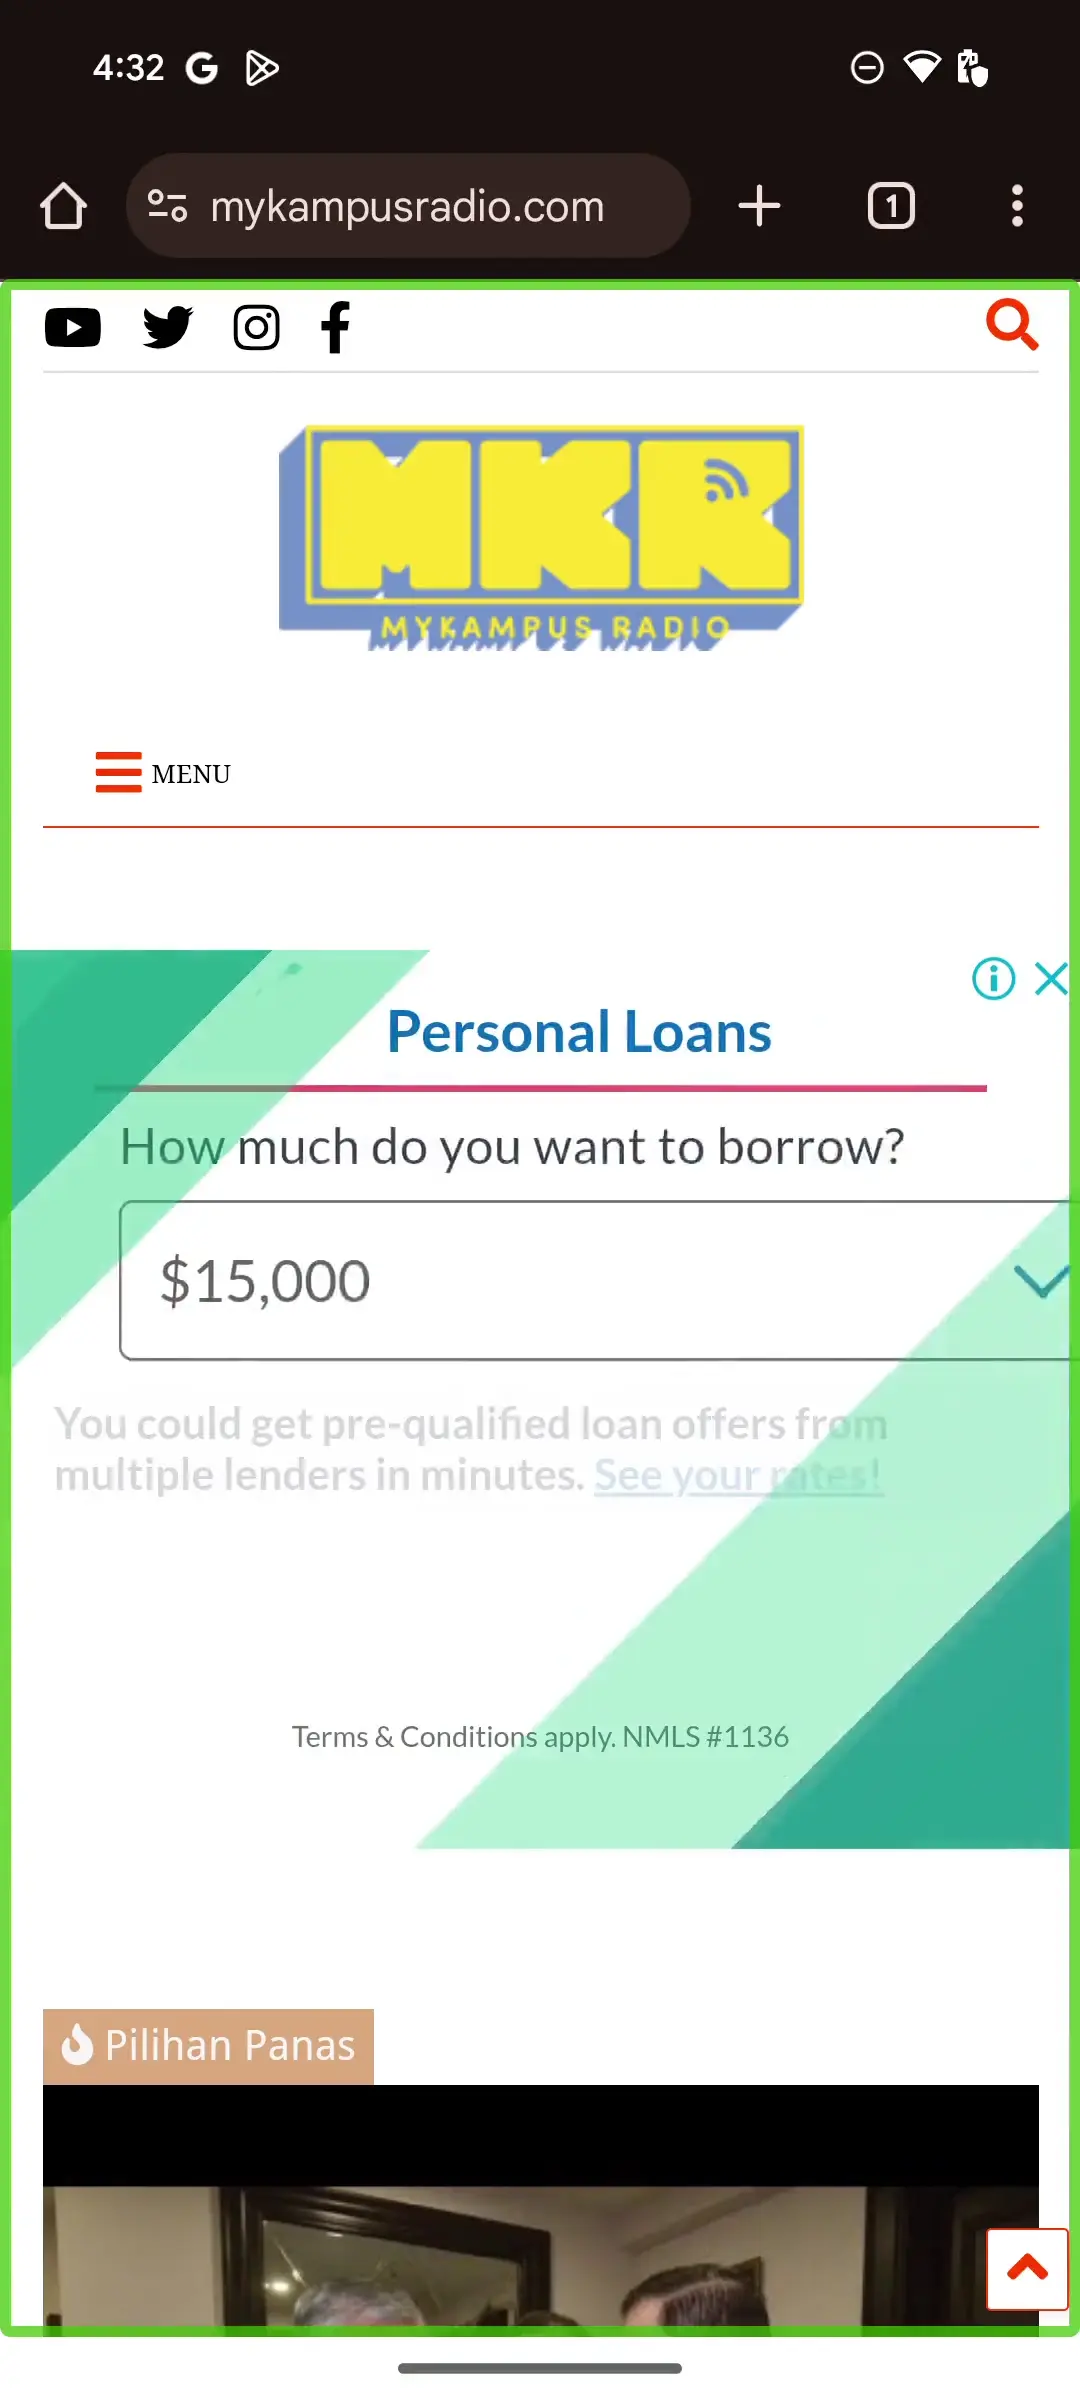 4:32
mykampusradio.com
1
MKR
MYKAMPUS RADIO
MENU
Personal Loans
How much do you want to borrow?
$15,000
You could get pre-qualified loan offers from
multiple lenders in minutes. See your rates!
Terms & Conditions apply. NMLS #1136
Pilihan Panas